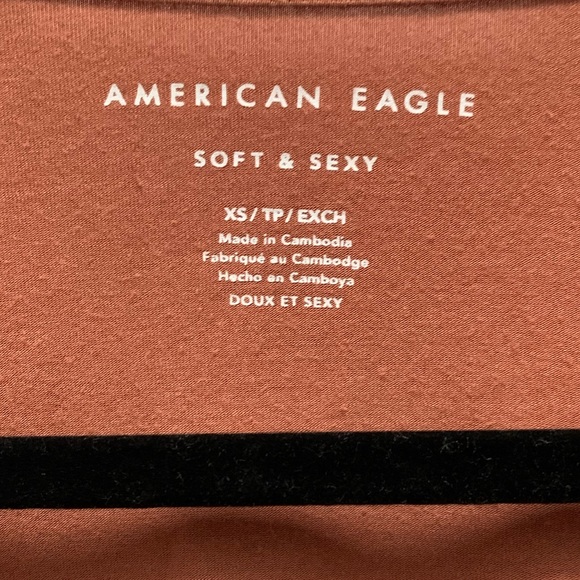 AMERICAN EAGLE
SOFT & SEXY
XS/TP/EXCH
Made in Cambodia
Fabriqué au Cambodge
Hecho en Camboya
DOUX ET SEXY